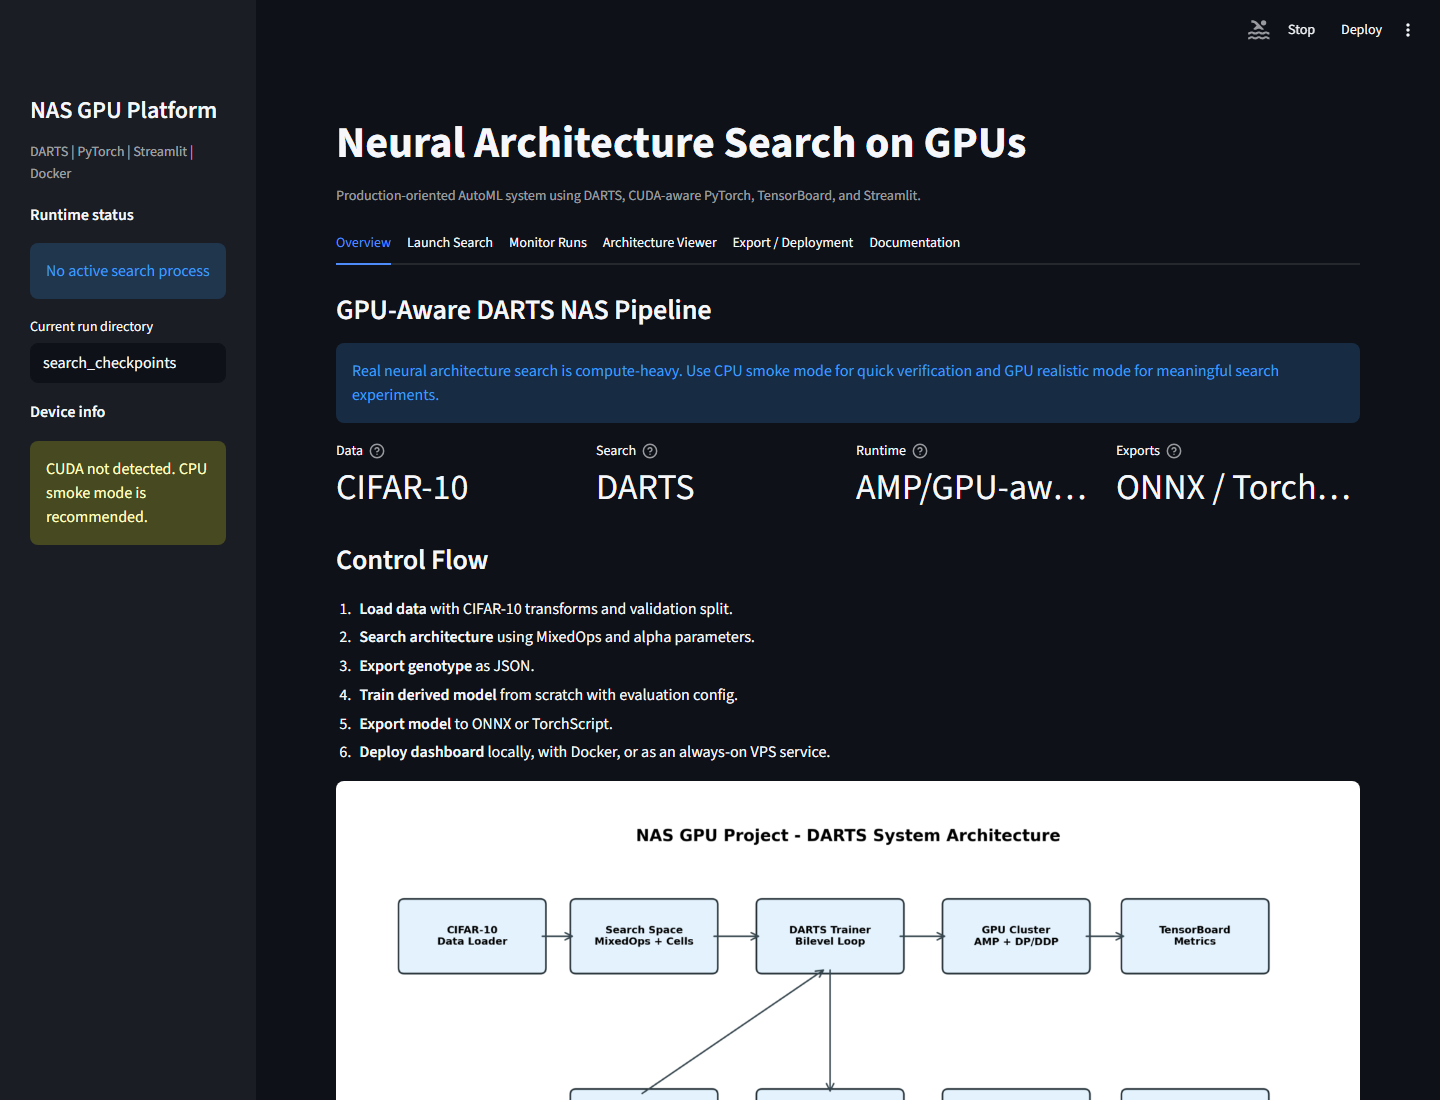 Stop
Deploy
NAS GPU Platform
DARTS | PyTorch | Streamlit |
Docker
Runtime status
No active search process
Current run directory
search_checkpoints
Device info
CUDA not detected. CPU
smoke mode is
recommended.
Neural Architecture Search on GPUs
Production-oriented AutoML system using DARTS, CUDA-aware PyTorch, TensorBoard, and Streamlit.
Overview
Launch Search
Monitor Runs
Architecture Viewer
Export / Deployment
Documentation
GPU-Aware DARTS NAS Pipeline
Real neural architecture search is compute-heavy. Use CPU smoke mode for quick verification and GPU realistic mode for meaningful search
experiments.
Data
CIFAR-10
Search
DARTS
Runtime
AMP/GPU-aw…
Exports
ONNX / Torch…
Control Flow
1. Load data with CIFAR-10 transforms and validation split.
2. Search architecture using MixedOps and alpha parameters.
3. Export genotype as JSON.
4. Train derived model from scratch with evaluation config.
5. Export model to ONNX or TorchScript.
6. Deploy dashboard locally, with Docker, or as an always-on VPS service.
NAS GPU Project - DARTS System Architecture
CIFAR-10
Data Loader
Search Space
MixedOps + Cells
DARTS Trainer
Bilevel Loop
GPU Cluster
AMP + DP/DDP
TensorBoard
Metrics